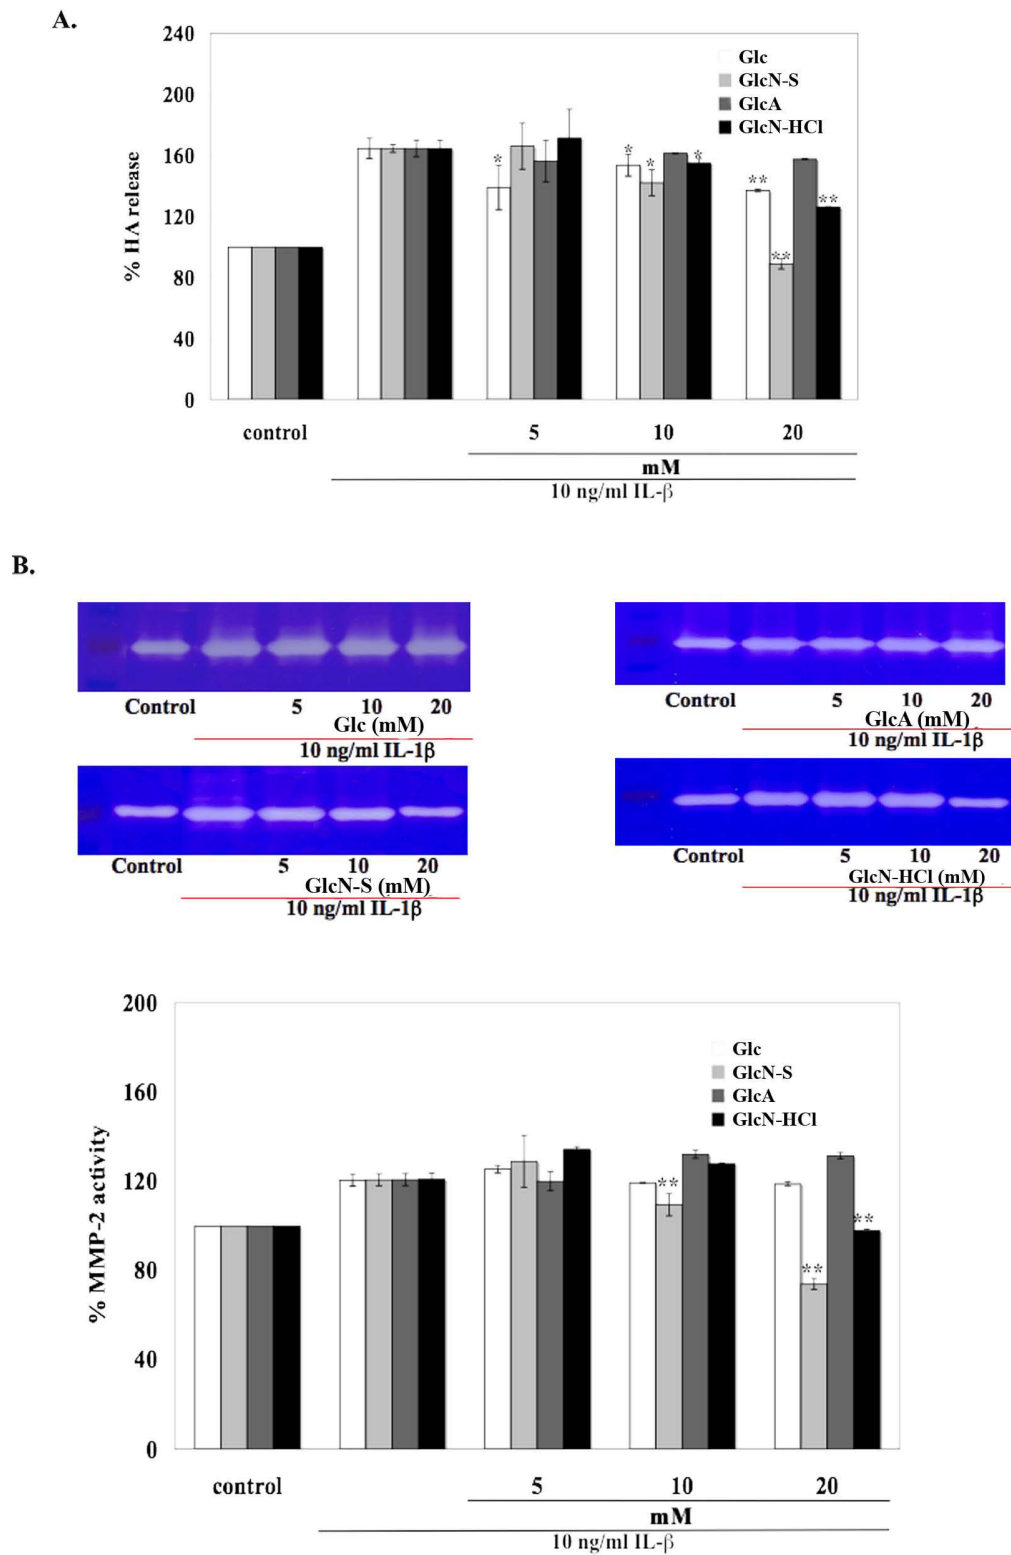 A.
240
200
160
120
80
40
0
% HA release
Glc
GlcN-S
GlcA
GlcN-HCl
*
* * *
** ** **
control 5 10 20
mM
10 ng/ml IL-β
B.
Control 5 10 20
Glc (mM)
10 ng/ml IL-1β
Control 5 10 20
GlcA (mM)
10 ng/ml IL-1β
Control 5 10 20
GlcN-S (mM)
10 ng/ml IL-1β
Control 5 10 20
GlcN-HCl (mM)
10 ng/ml IL-1β
200
160
120
80
40
0
% MMP-2 activity
Glc
GlcN-S
GlcA
GlcN-HCl
**
** **
control 5 10 20
mM
10 ng/ml IL-β